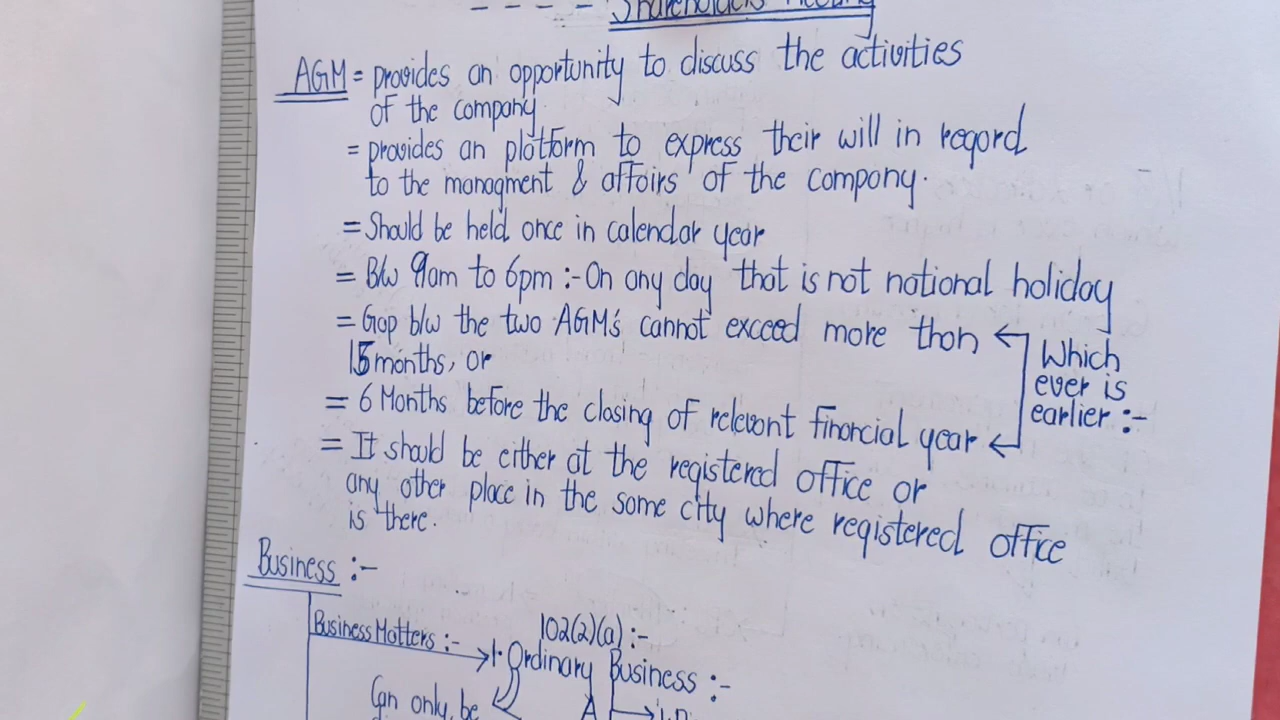 Shareholders Meeting
AGM = provides an opportunity to discuss the activities
of the company.
= provides an platform to express their will in regard
to the managment & affairs of the company.
= Should be held once in calendar year
= B/w 9am to 6pm :- On any day that is not national holiday
= Gap b/w the two AGM's cannot exceed more than
15 months, or
Which
ever is
earlier :-
= 6 Months before the closing of relevant financial year
= It should be either at the registered office or
any other place in the same city where registered office
is there.
Business :-
Business Matters :-
102(2)(a) :-
Ordinary Business :-
Can only be